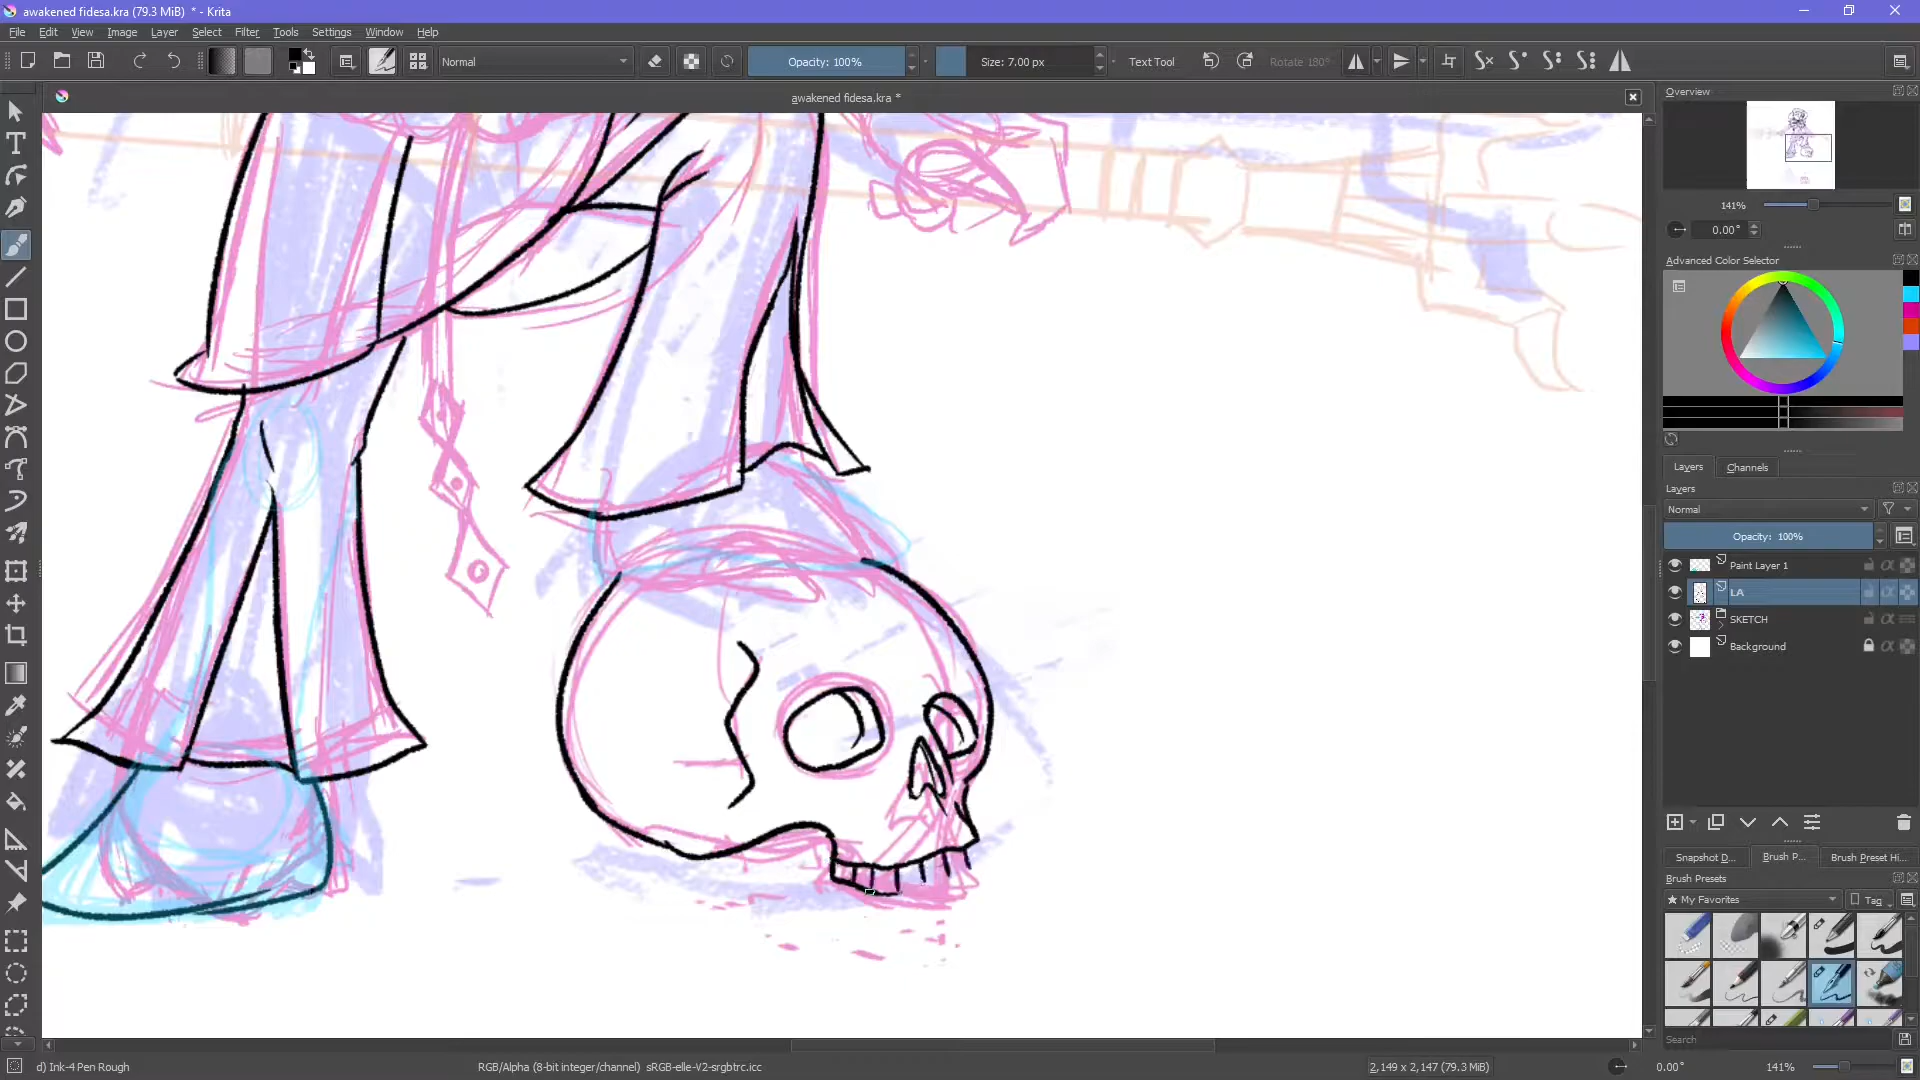 awakened fidesa.kra (79.3 MiB)  * - Krita
File Edit View Image Layer Select Filter Tools Settings Window Help
Normal Opacity: 100% Size: 7.00 px Text Tool Rotate 180°
awakened fidesa.kra *
Overview
141%
0.00°
Advanced Color Selector
Layers Channels
Layers
Normal
Opacity: 100%
Paint Layer 1
LA
SKETCH
Background
Snapshot D... Brush P... Brush Preset Hi...
Brush Presets
★ My Favorites Tag
Search
d) Ink-4 Pen Rough RGB/Alpha (8-bit integer/channel) sRGB-elle-V2-srgbtrc.icc 2,149 x 2,147 (79.3 MiB) 0.00° 141%